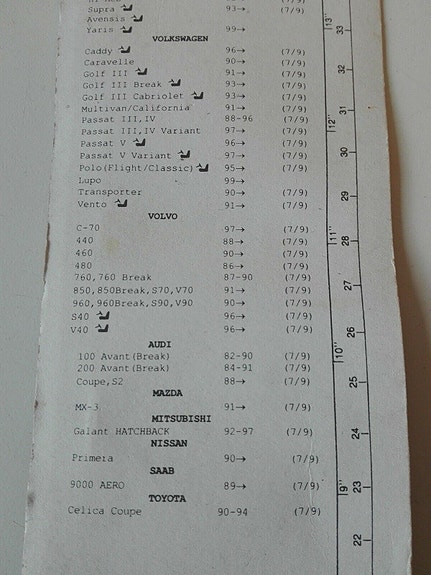 Supra 93→ (7/9)
Avensis
Yaris 99→
VOLKSWAGEN
Caddy 96→ (7/9)
Caravelle 90→ (7/9)
Golf III 91→ (7/9)
Golf III Break 93→ (7/9)
Golf III Cabriolet 93→ (7/9)
Multivan/California 91→ (7/9)
Passat III,IV 88-96 (7/9)
Passat III,IV Variant 97→ (7/9)
Passat V 96→ (7/9)
Passat V Variant 97→ (7/9)
Polo(Flight/Classic) 95→ (7/9)
Lupo 99→
Transporter 90→ (7/9)
Vento 91→ (7/9)
VOLVO
C-70 97→ (7/9)
440 88→ (7/9)
460 90→ (7/9)
480 86→ (7/9)
760,760 Break 87-90 (7/9)
850,850Break,S70,V70 91→ (7/9)
960,960Break,S90,V90 90→ (7/9)
S40 96→ (7/9)
V40 96→ (7/9)
AUDI
100 Avant(Break) 82-90 (7/9)
200 Avant(Break) 84-91 (7/9)
Coupe,S2 88→ (7/9)
MAZDA
MX-3 91→ (7/9)
MITSUBISHI
Galant HATCHBACK 92-97 (7/9)
NISSAN
Primera 90→ (7/9)
SAAB
9000 AERO 89→ (7/9)
TOYOTA
Celica Coupe 90-94 (7/9)
13"
33
32
31
12"
30
29
11"
28
27
26
10"
25
24
9"
23
22